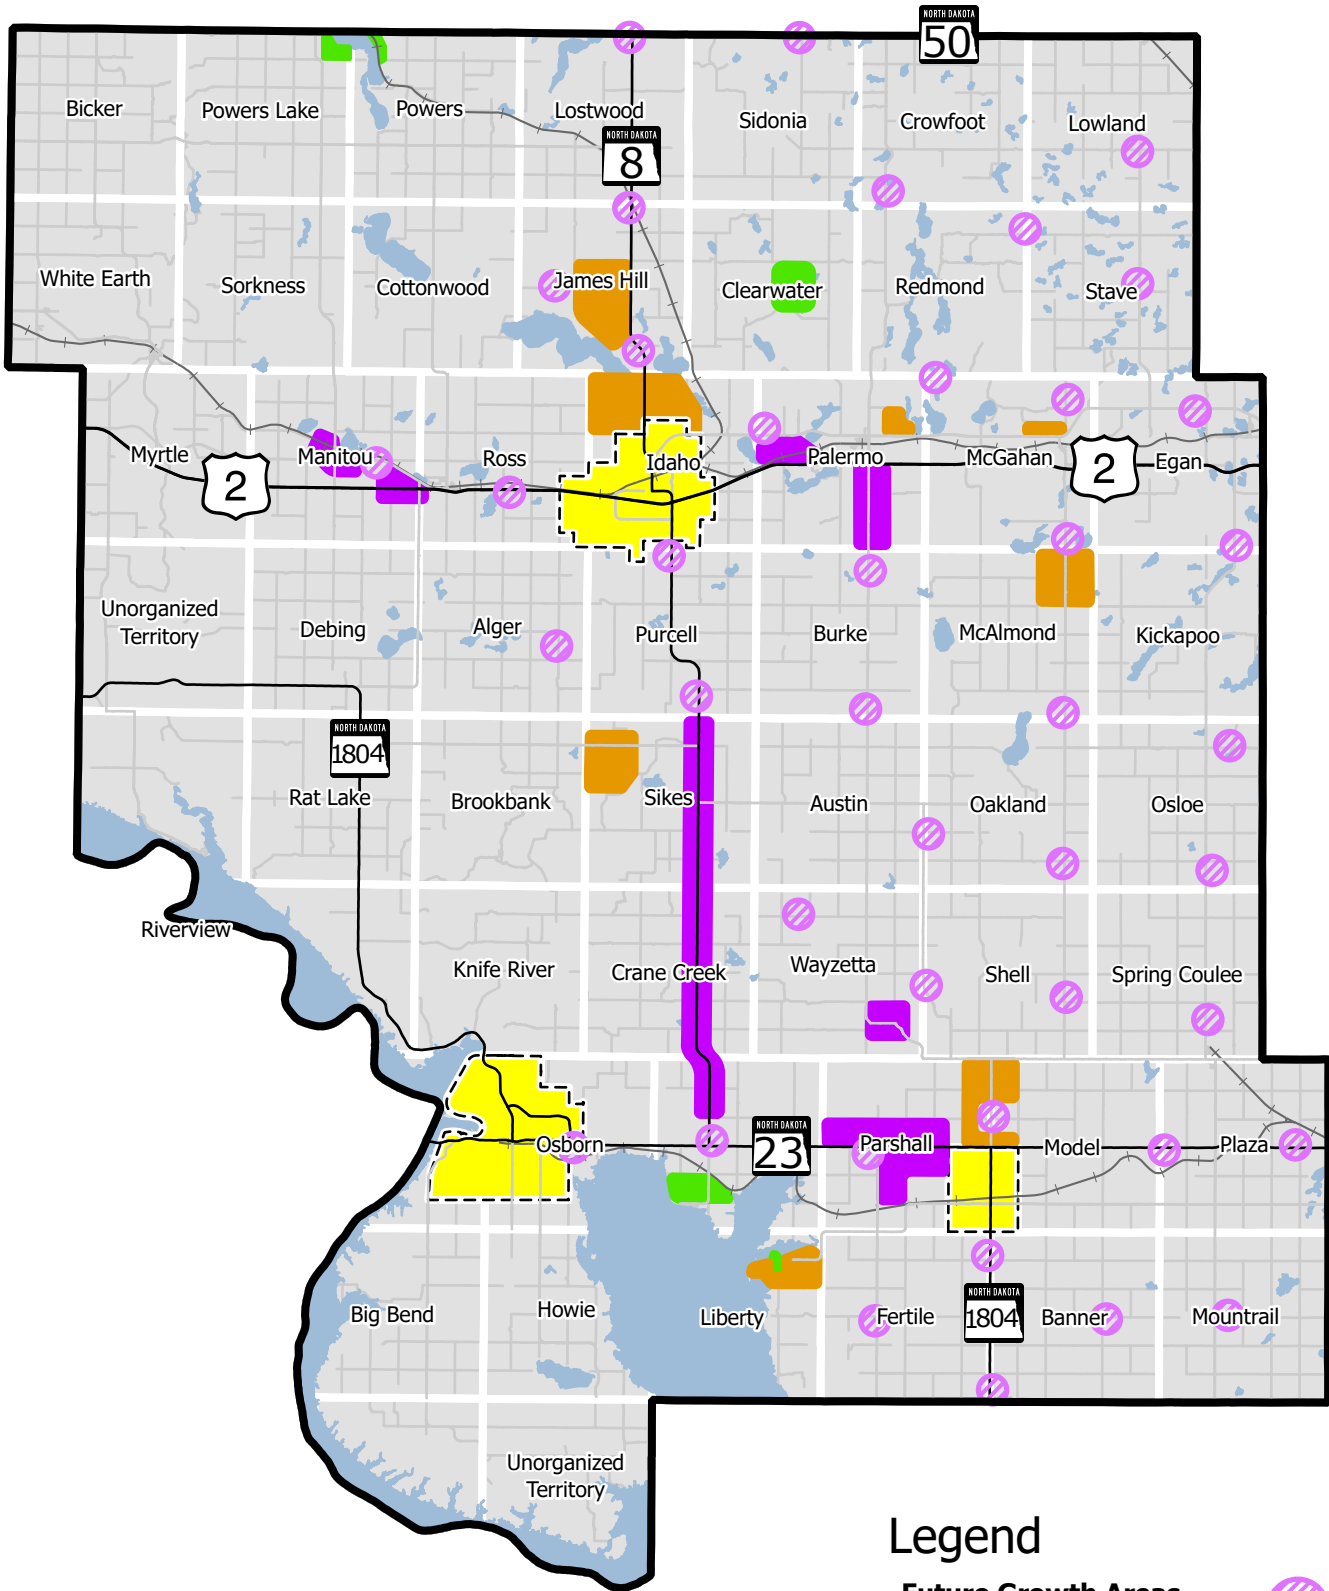 NORTH DAKOTA
50
Bicker
Powers Lake
Powers
Lostwood
Sidonia
Crowfoot
Lowland
NORTH DAKOTA
8
White Earth
Sorkness
Cottonwood
James Hill
Clearwater
Redmond
Stave
Myrtle
2
Manitou
Ross
Idaho
Palermo
McGahan
2
Egan
Unorganized
Territory
Debing
Alger
Purcell
Burke
McAlmond
Kickapoo
NORTH DAKOTA
1804
Rat Lake
Brookbank
Sikes
Austin
Oakland
Osloe
Riverview
Knife River
Crane Creek
Wayzetta
Shell
Spring Coulee
Osborn
NORTH DAKOTA
23
Parshall
Model
Plaza
Big Bend
Howie
Liberty
Fertile
NORTH DAKOTA
1804
Banner
Mountrail
Unorganized
Territory
Legend
Future Growth Areas